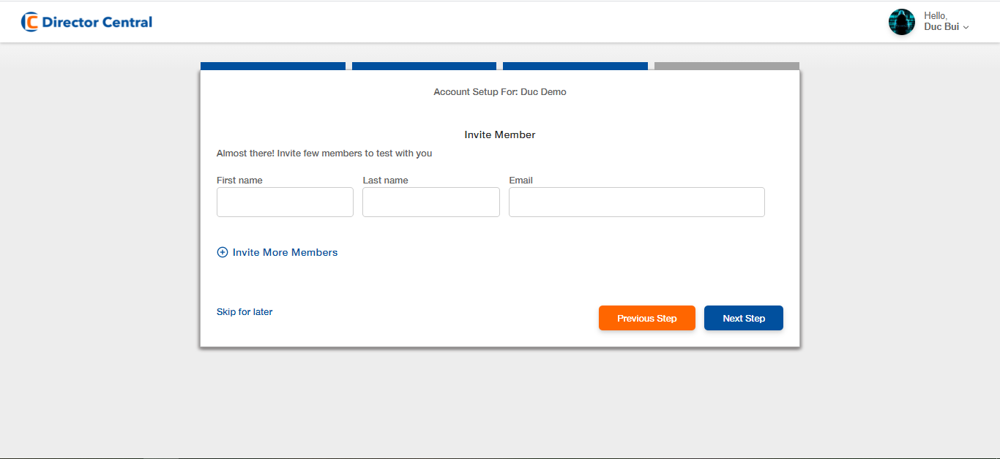 Director Central
Hello,
Duc Bui
Account Setup For: Duc Demo
Invite Member
Almost there! Invite few members to test with you
First name Last name Email
Invite More Members
Skip for later Previous Step Next Step